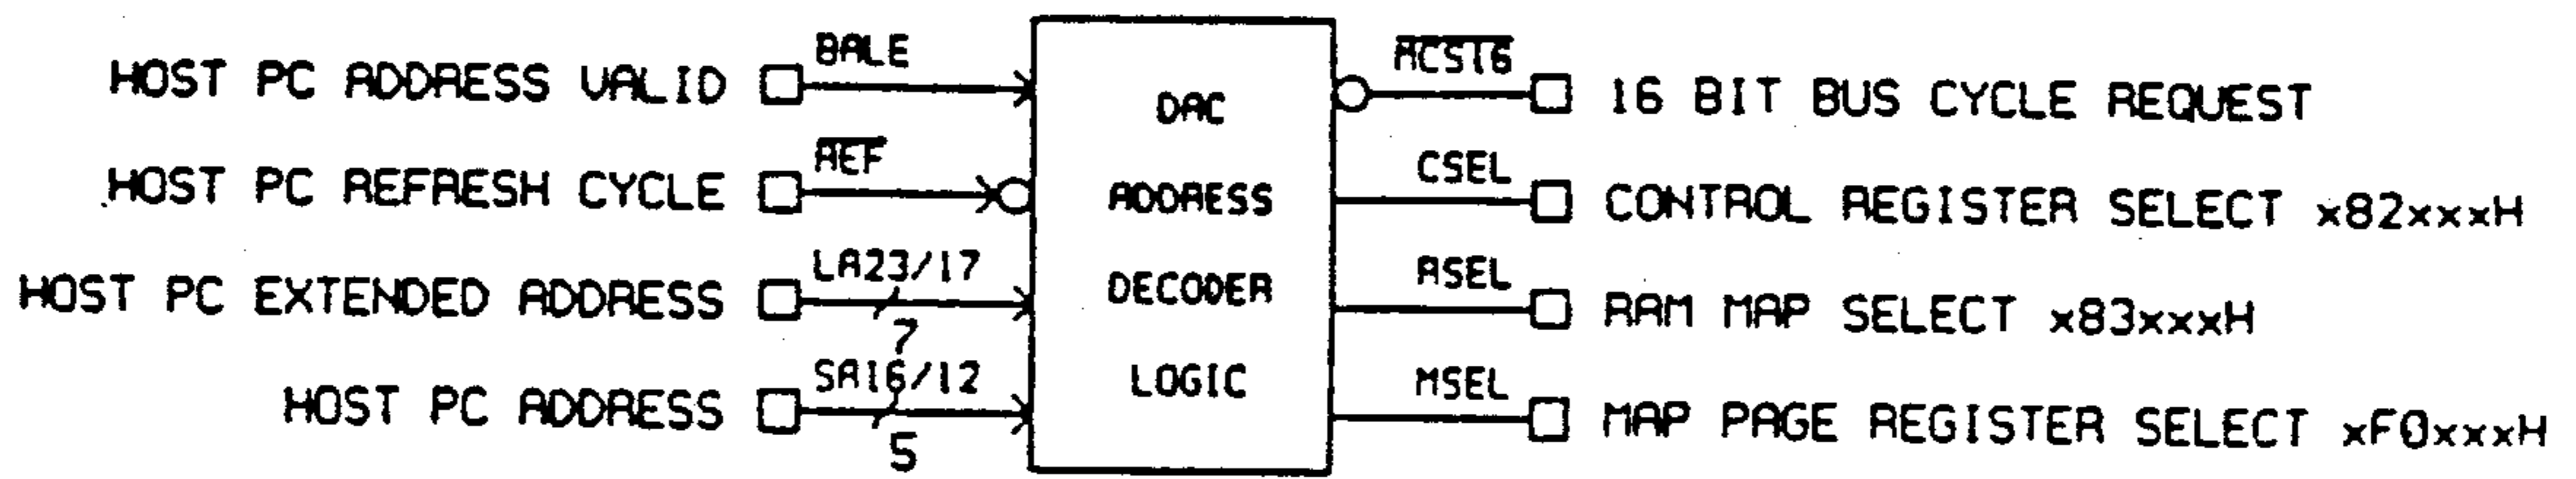 HOST PC ADDRESS VALID
BALE
HOST PC REFRESH CYCLE
REF
HOST PC EXTENDED ADDRESS
LA23/17
7
HOST PC ADDRESS
SA16/12
5
DAC
ADDRESS
DECODER
LOGIC
RCS16
16 BIT BUS CYCLE REQUEST
CSEL
CONTROL REGISTER SELECT x82xxxH
RSEL
RAM MAP SELECT x83xxxH
MSEL
MAP PAGE REGISTER SELECT xF0xxxH